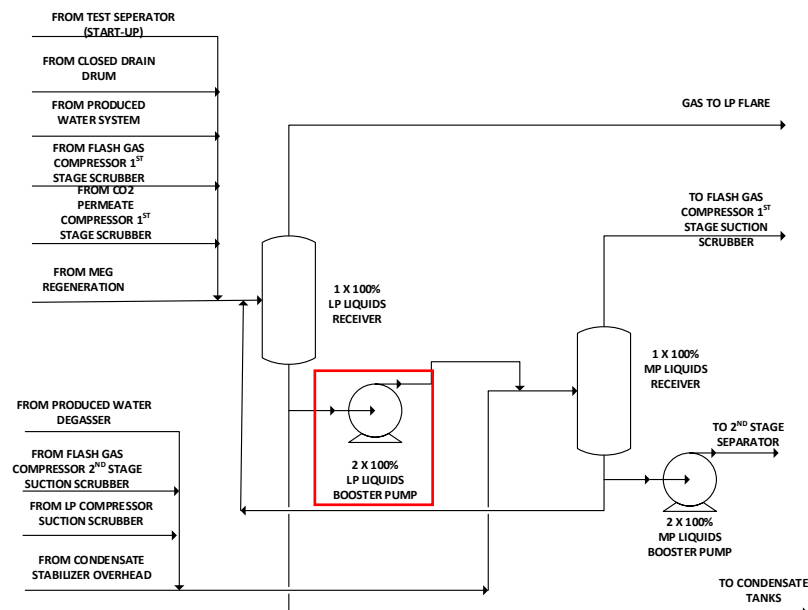 FROM TEST SEPERATOR
(START-UP)
FROM CLOSED DRAIN
DRUM
FROM PRODUCED
WATER SYSTEM
FROM FLASH GAS
COMPRESSOR 1ST
STAGE SCRUBBER
FROM CO2
PERMEATE
COMPRESSOR 1ST
STAGE SCRUBBER
FROM MEG
REGENERATION
GAS TO LP FLARE
TO FLASH GAS
COMPRESSOR 1ST
STAGE SUCTION
SCRUBBER
1 X 100%
LP LIQUIDS
RECEIVER
1 X 100%
MP LIQUIDS
RECEIVER
2 X 100%
LP LIQUIDS
BOOSTER PUMP
TO 2ND STAGE
SEPARATOR
2 X 100%
MP LIQUIDS
BOOSTER PUMP
FROM PRODUCED WATER
DEGASSER
FROM FLASH GAS
COMPRESSOR 2ND STAGE
SUCTION SCRUBBER
FROM LP COMPRESSOR
SUCTION SCRUBBER
FROM CONDENSATE
STABILIZER OVERHEAD
TO CONDENSATE
TANKS